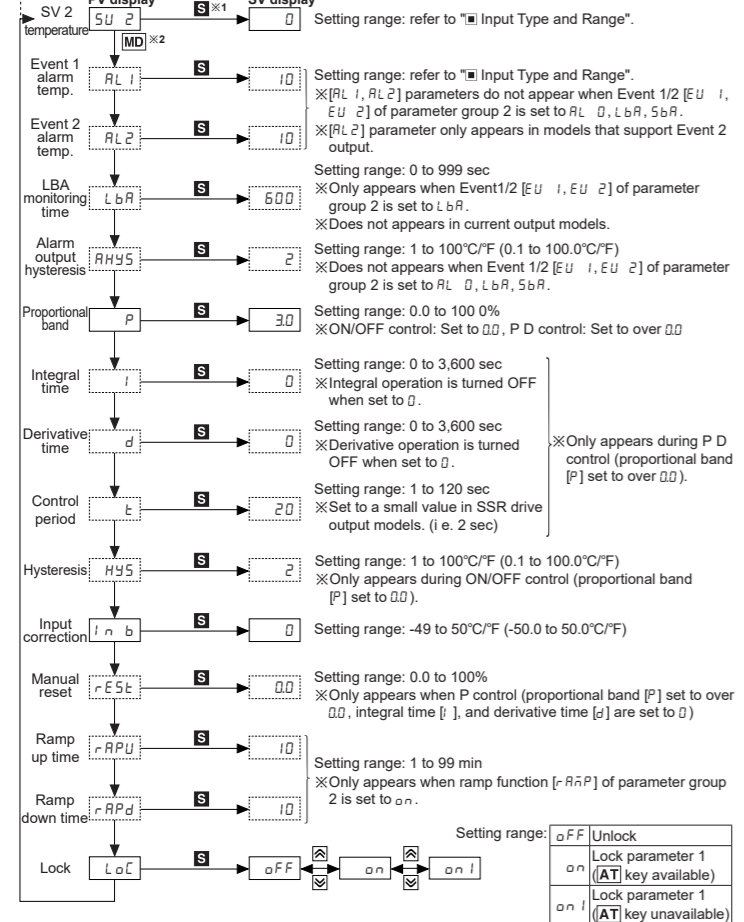 PV display S ※1 SV display
SV 2 temperature SU 2 0 Setting range: refer to "▣ Input Type and Range".
MD ※2
Event 1 alarm temp. AL1 S 10 Setting range: refer to "▣ Input Type and Range".
※[AL1, AL2] parameters do not appear when Event 1/2 [EU 1,
EU 2] of parameter group 2 is set to AL 0, LbA, SbA.
Event 2 alarm temp. AL2 S 10 ※[AL2] parameter only appears in models that support Event 2
output.
LBA monitoring time LbA S 600 Setting range: 0 to 999 sec
※Only appears when Event1/2 [EU 1, EU 2] of parameter
group 2 is set to LbA.
※Does not appears in current output models.
Alarm output hysteresis AHYS S 2 Setting range: 1 to 100°C/°F (0.1 to 100.0°C/°F)
※Does not appears when Event 1/2 [EU 1, EU 2] of parameter
group 2 is set to AL 0, LbA, SbA.
Proportional band P S 3.0 Setting range: 0.0 to 100 0%
※ON/OFF control: Set to 0.0, P D control: Set to over 0.0
Integral time I S 0 Setting range: 0 to 3,600 sec
※Integral operation is turned OFF
when set to 0.
Derivative time d S 0 Setting range: 0 to 3,600 sec
※Derivative operation is turned
OFF when set to 0.
※Only appears during P D
control (proportional band
[P] set to over 0.0).
Control period t S 20 Setting range: 1 to 120 sec
※Set to a small value in SSR drive
output models. (i e. 2 sec)
Hysteresis HYS S 2 Setting range: 1 to 100°C/°F (0.1 to 100.0°C/°F)
※Only appears during ON/OFF control (proportional band
[P] set to 0.0).
Input correction In b S 0 Setting range: -49 to 50°C/°F (-50.0 to 50.0°C/°F)
Manual reset rESt S 0.0 Setting range: 0.0 to 100%
※Only appears when P control (proportional band [P] set to over
0.0, integral time [I ], and derivative time [d] are set to 0)
Ramp up time rAPU S 10 Setting range: 1 to 99 min
※Only appears when ramp function [rAmP] of parameter group
2 is set to on.
Ramp down time rAPd S 10
Lock LoC S oFF on on1
Setting range: oFF Unlock
on Lock parameter 1
(AT key available)
on1 Lock parameter 1
(AT key unavailable)